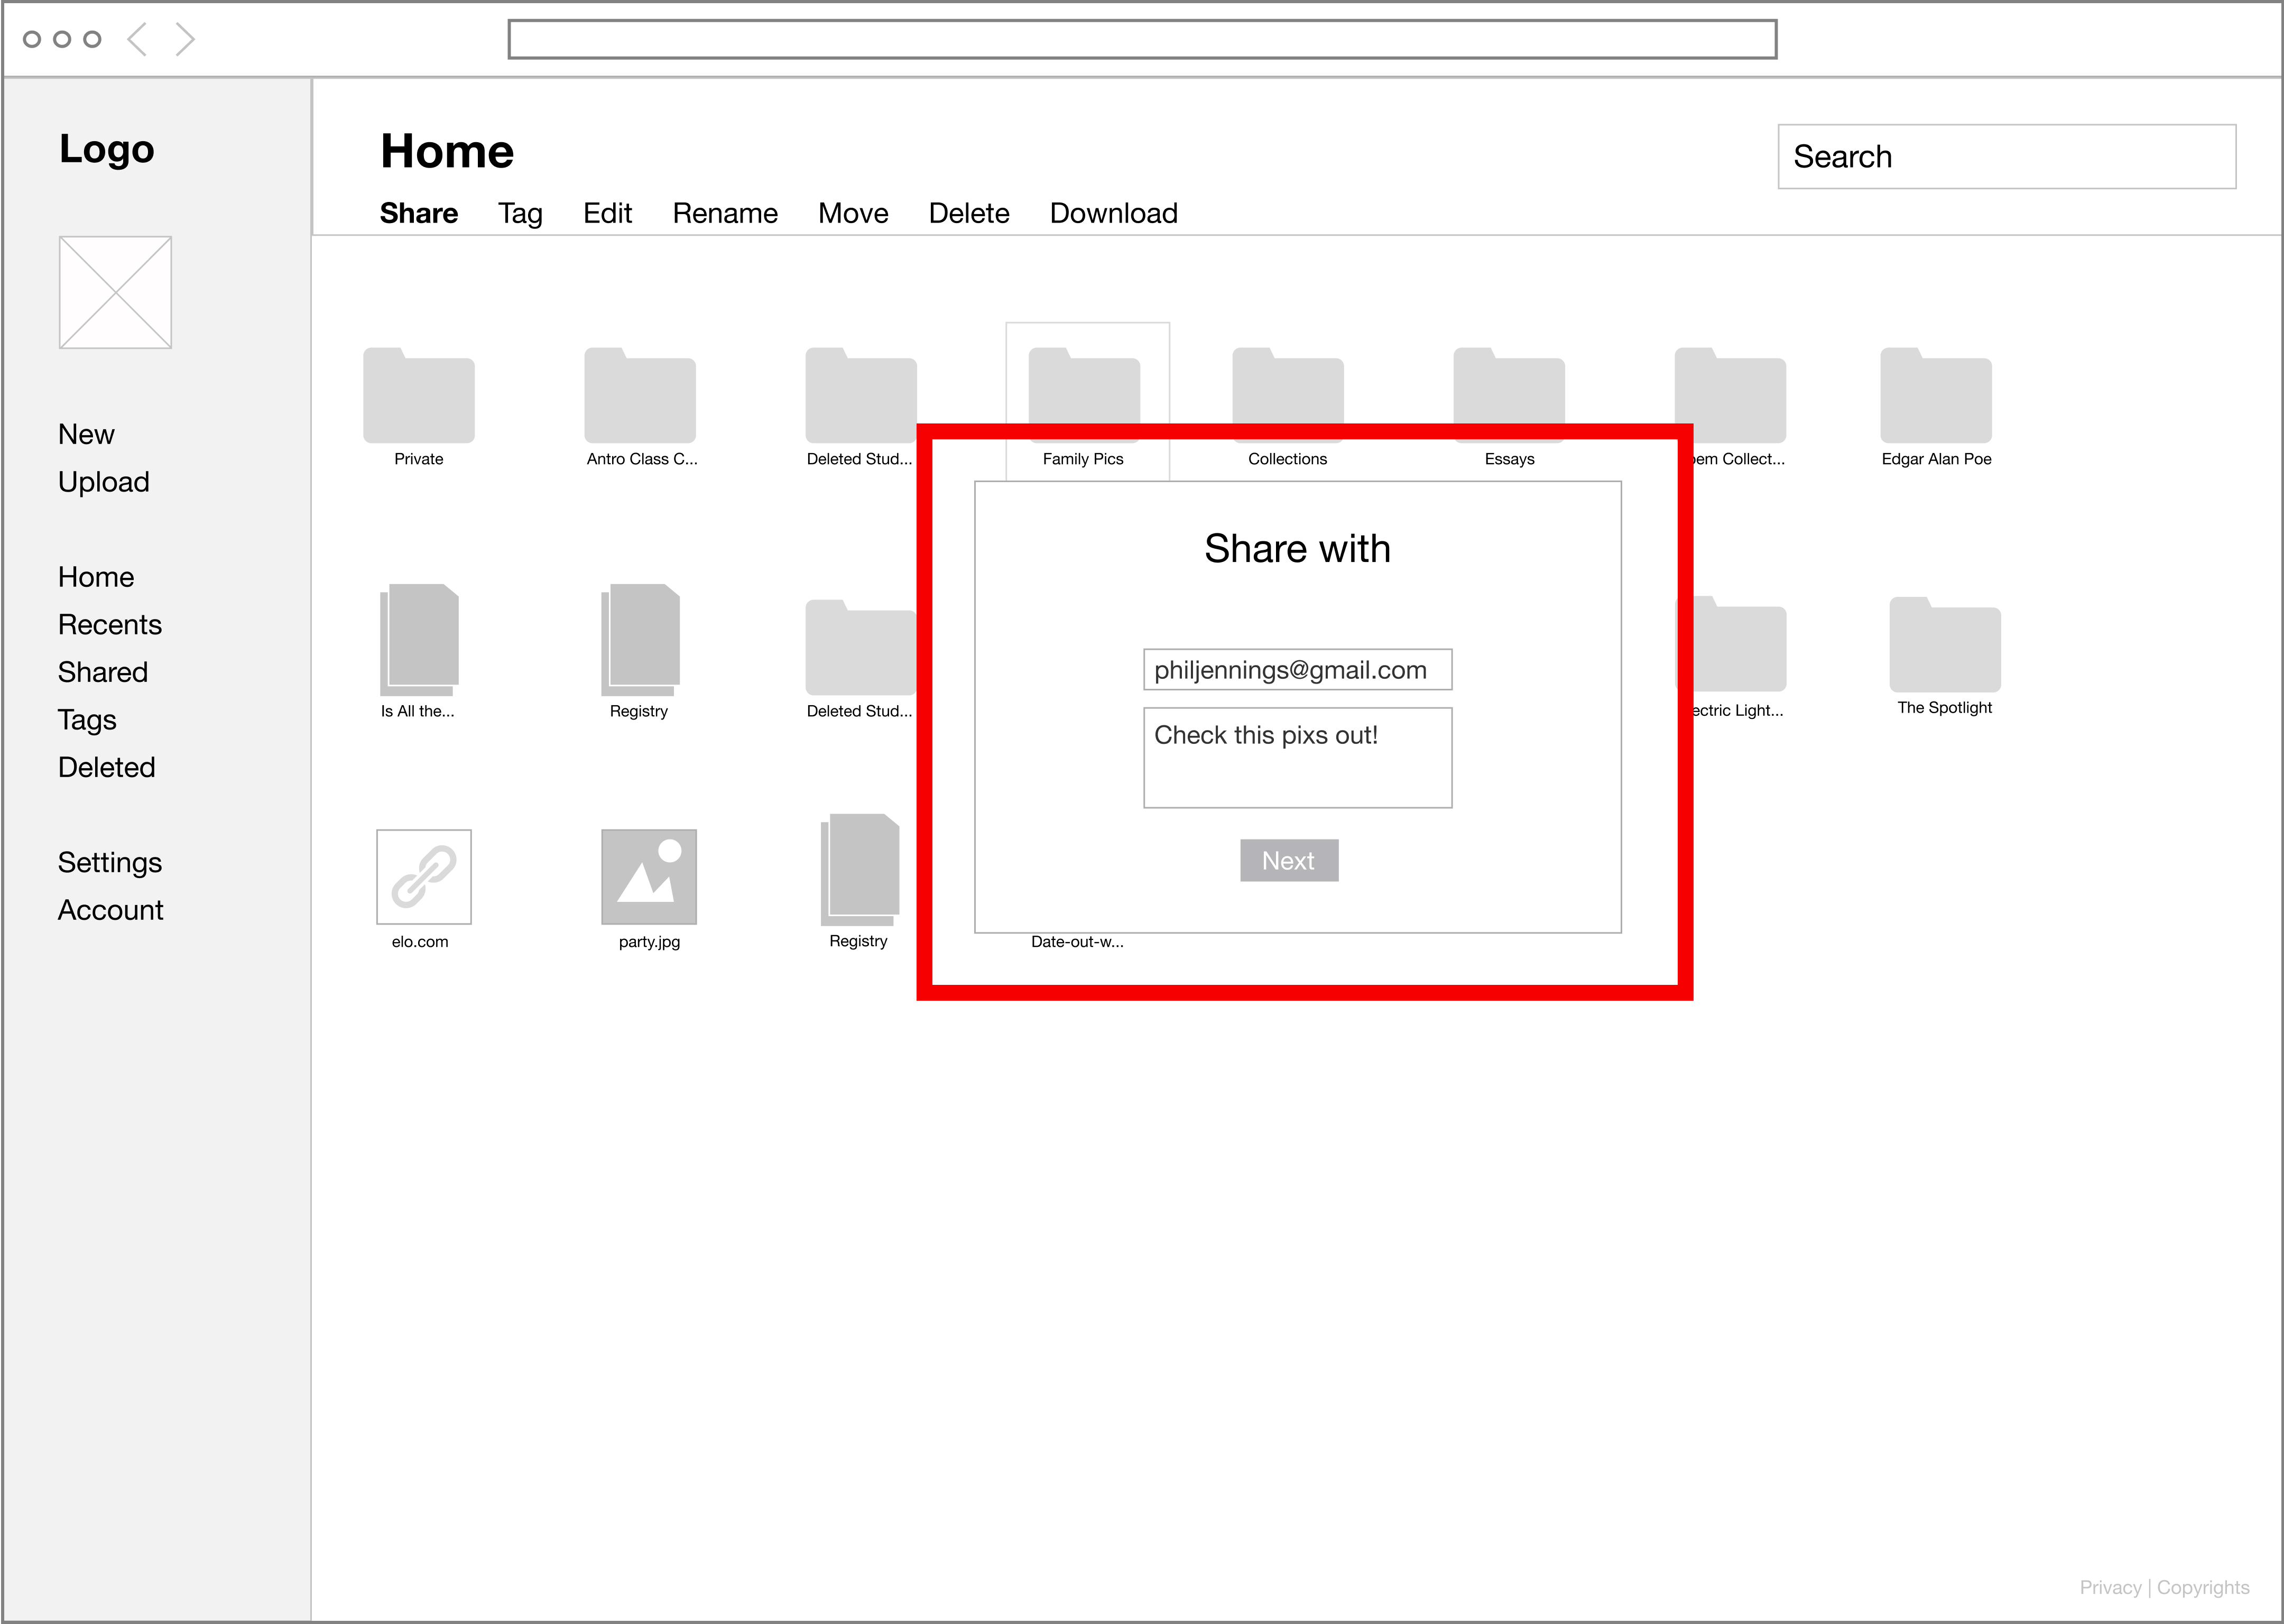 Logo
Home
Search
Share Tag Edit Rename Move Delete Download
New
Upload
Home
Recents
Shared
Tags
Deleted
Settings
Account
Private Antro Class C... Deleted Stud... Family Pics Collections Essays Collect... Edgar Alan Poe
Share with
philjennings@gmail.com
Check this pixs out!
Next
Is All the... Registry Deleted Stud... Light... The Spotlight
elo.com party.jpg Registry Date-out-w...
Privacy | Copyrights